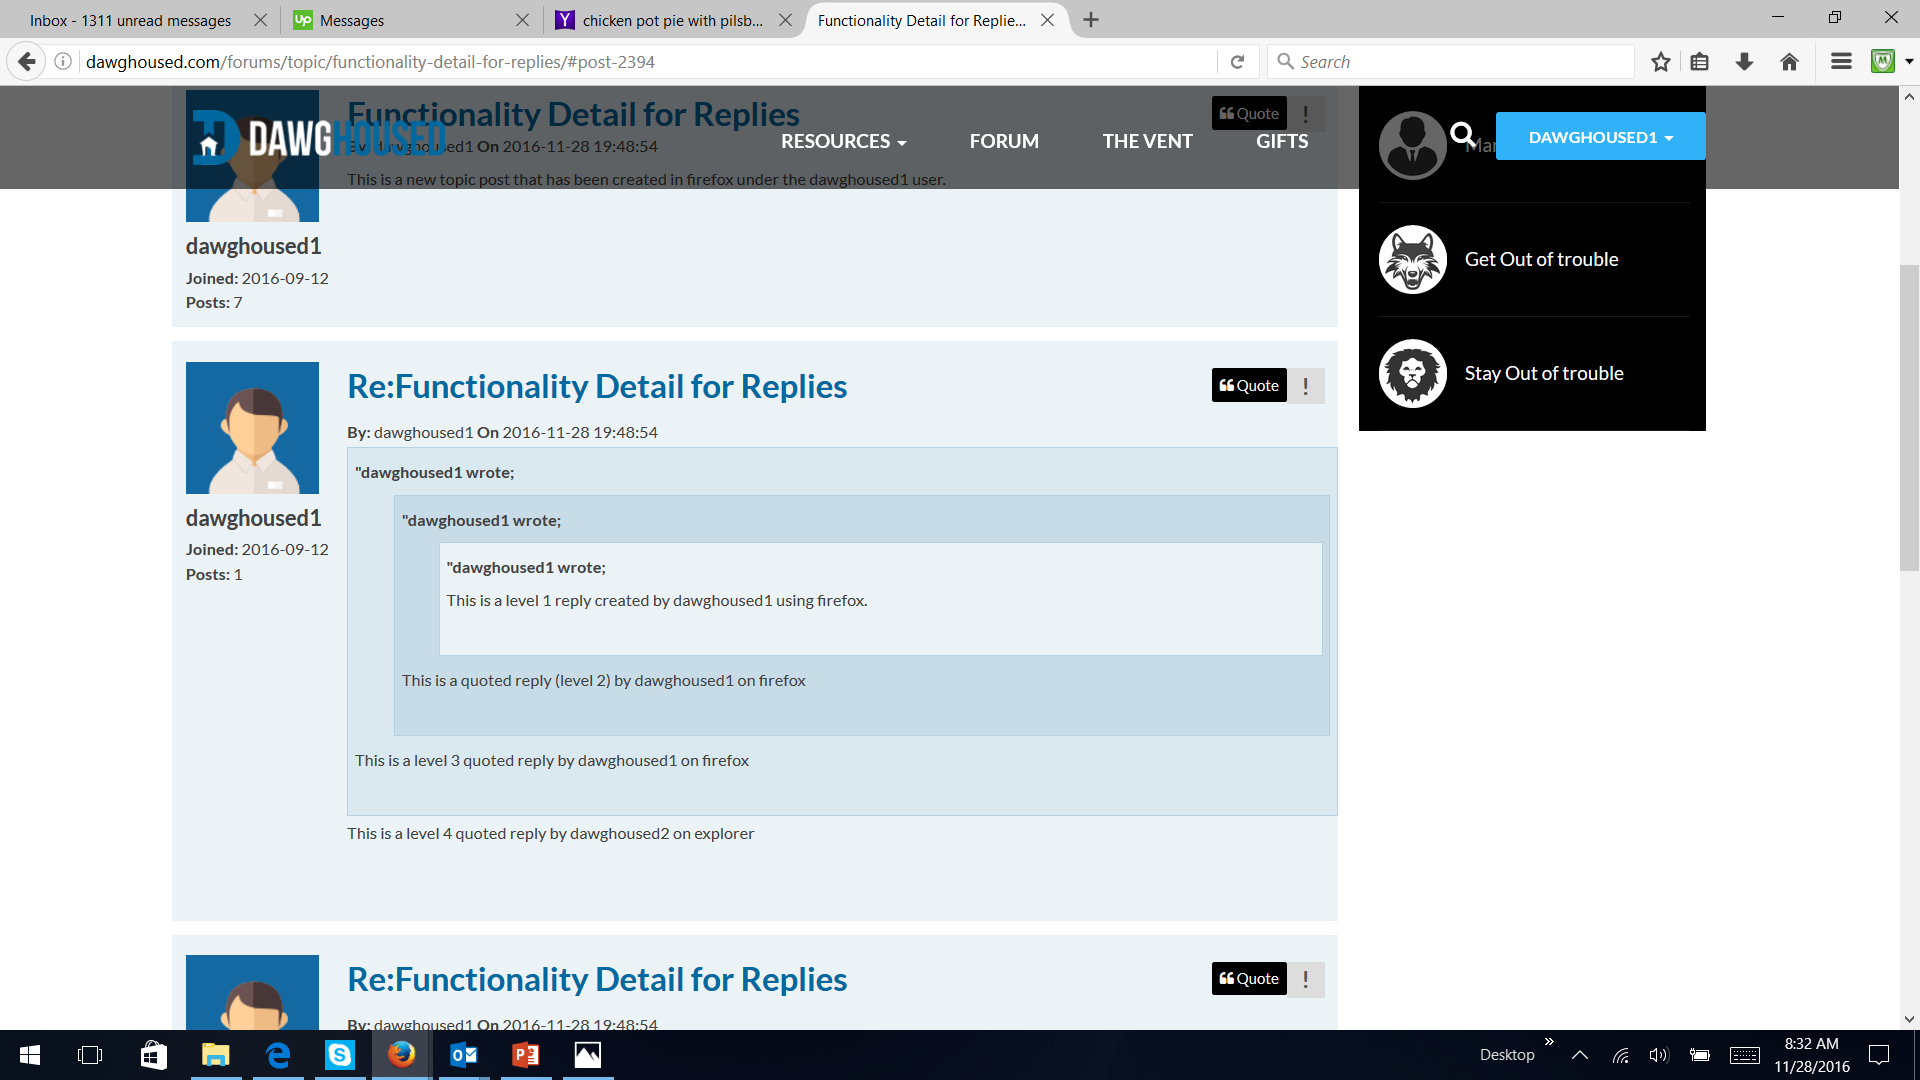 Inbox - 1311 unread messages
Messages
chicken pot pie with pilsb...
Functionality Detail for Replie...
dawghoused.com/forums/topic/functionality-detail-for-replies/#post-2394
Search
DAWGHOUSED
RESOURCES
FORUM
THE VENT
GIFTS
DAWGHOUSED1
Functionality Detail for Replies
Quote
!
By: dawghoused1 On 2016-11-28 19:48:54
This is a new topic post that has been created in firefox under the dawghoused1 user.
dawghoused1
Joined: 2016-09-12
Posts: 7
Get Out of trouble
Stay Out of trouble
Re:Functionality Detail for Replies
Quote
!
By: dawghoused1 On 2016-11-28 19:48:54
dawghoused1
Joined: 2016-09-12
Posts: 1
"dawghoused1 wrote;
"dawghoused1 wrote;
"dawghoused1 wrote;
This is a level 1 reply created by dawghoused1 using firefox.
This is a quoted reply (level 2) by dawghoused1 on firefox
This is a level 3 quoted reply by dawghoused1 on firefox
This is a level 4 quoted reply by dawghoused2 on explorer
Re:Functionality Detail for Replies
Quote
!
By: dawghoused1 On 2016-11-28 19:48:54
Desktop
8:32 AM
11/28/2016